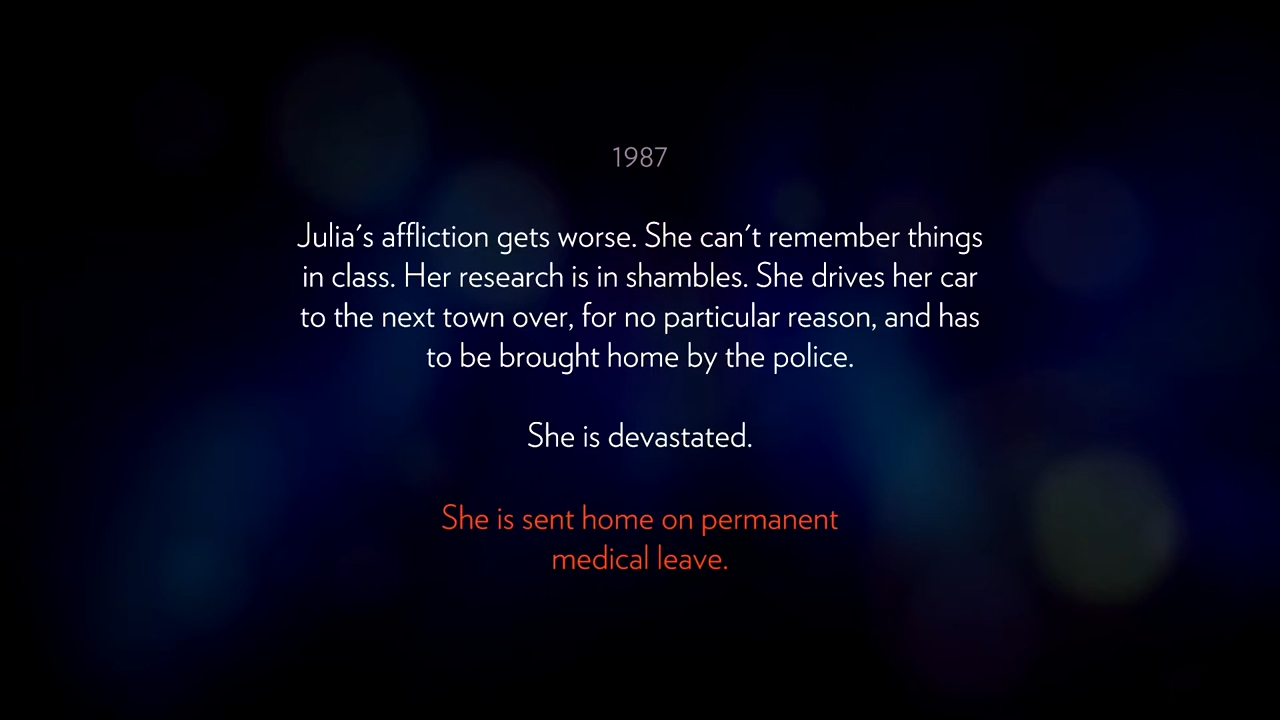 1987
Julia's affliction gets worse. She can't remember things
in class. Her research is in shambles. She drives her car
to the next town over, for no particular reason, and has
to be brought home by the police.
She is devastated.
She is sent home on permanent
medical leave.